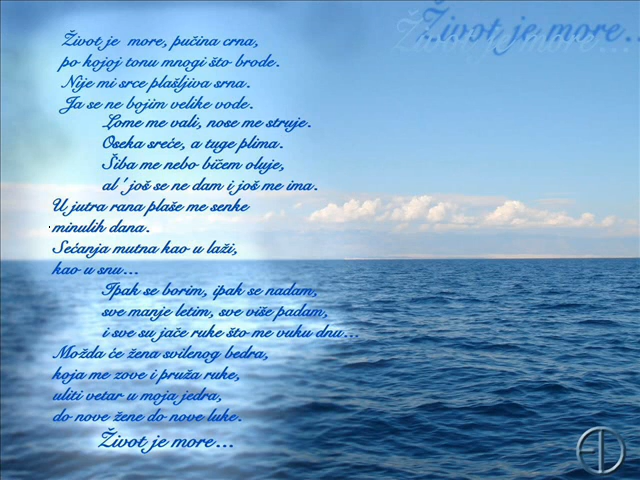 Život je more...
Život je more...
Život je more, pučina crna,
po kojoj tonu mnogi što brode.
Nije mi srce plašljiva srna.
Ja se ne bojim velike vode.
Lome me vali, nose me struje.
Oseka sreće, a tuge plima.
Šiba me nebo bičem oluje,
al' još se ne dam i još me ima.
U jutra rana plaše me senke
minulih dana.
Sećanja mutna kao u laži,
kao u snu...
Ipak se borim, ipak se nadam,
sve manje letim, sve više padam,
i sve su jače ruke što me vuku dnu...
Možda će žena svilenog bedra,
koja me zove i pruža ruke,
uliti vetar u moja jedra,
do nove žene do nove luke.
Život je more...